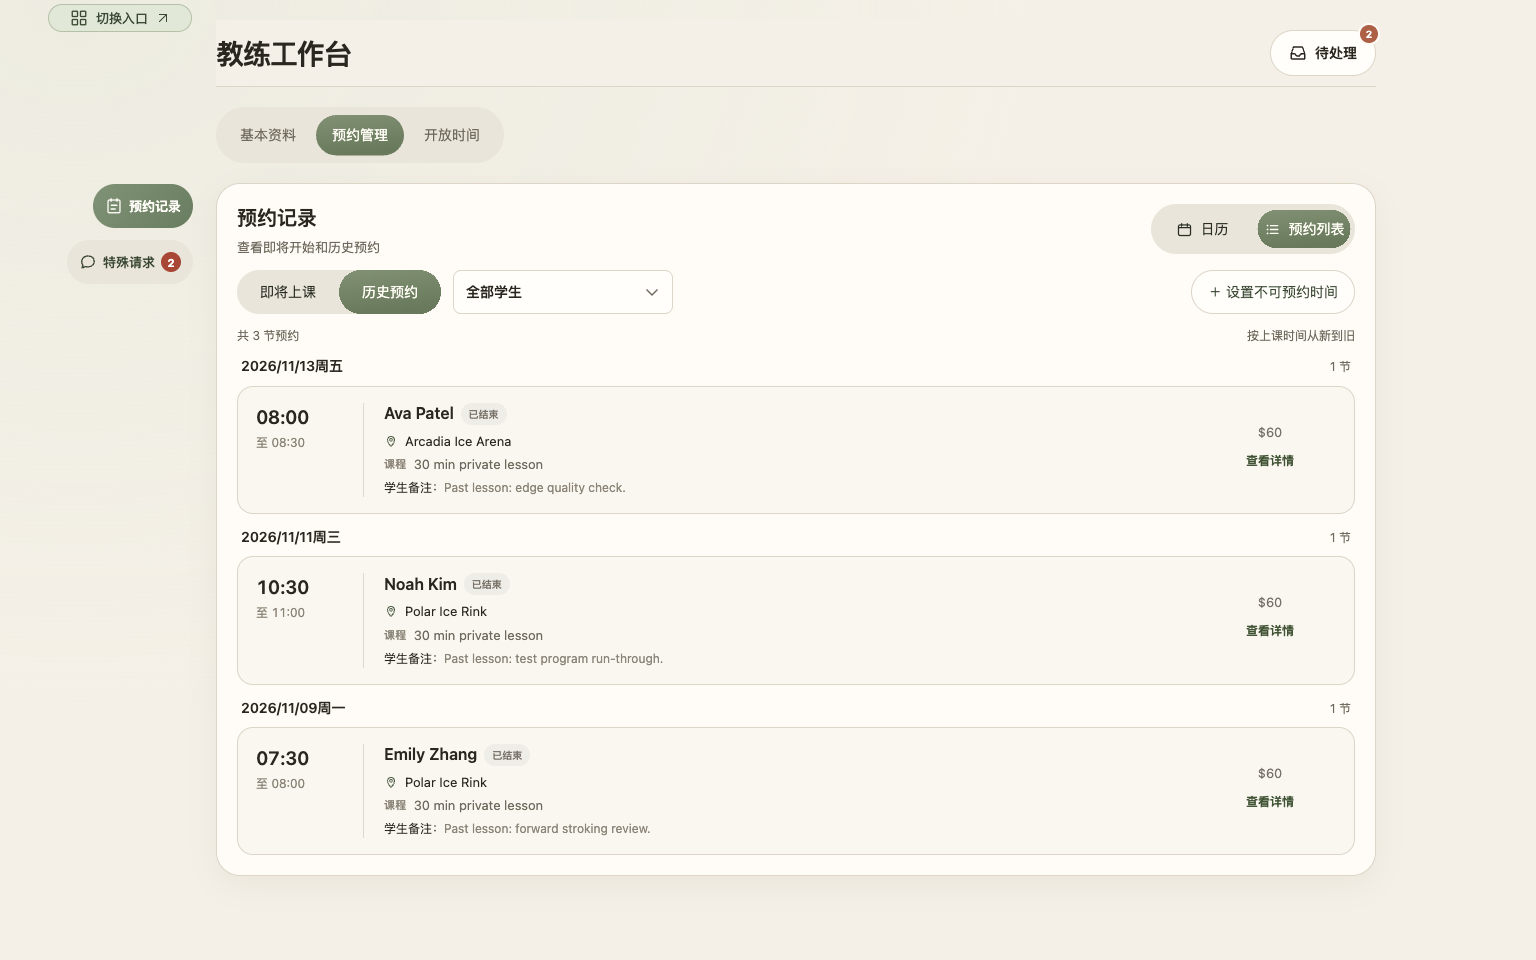 切换入口
教练工作台
待处理
2
基本资料
预约管理
开放时间
预约记录
特殊请求
2
预约记录
查看即将开始和历史预约
日历
预约列表
即将上课
历史预约
全部学生
设置不可预约时间
共 3 节预约
按上课时间从新到旧
2026/11/13周五
1 节
08:00
至 08:30
Ava Patel
已结束
Arcadia Ice Arena
课程 30 min private lesson
学生备注：Past lesson: edge quality check.
$60
查看详情
2026/11/11周三
1 节
10:30
至 11:00
Noah Kim
已结束
Polar Ice Rink
课程 30 min private lesson
学生备注：Past lesson: test program run-through.
$60
查看详情
2026/11/09周一
1 节
07:30
至 08:00
Emily Zhang
已结束
Polar Ice Rink
课程 30 min private lesson
学生备注：Past lesson: forward stroking review.
$60
查看详情